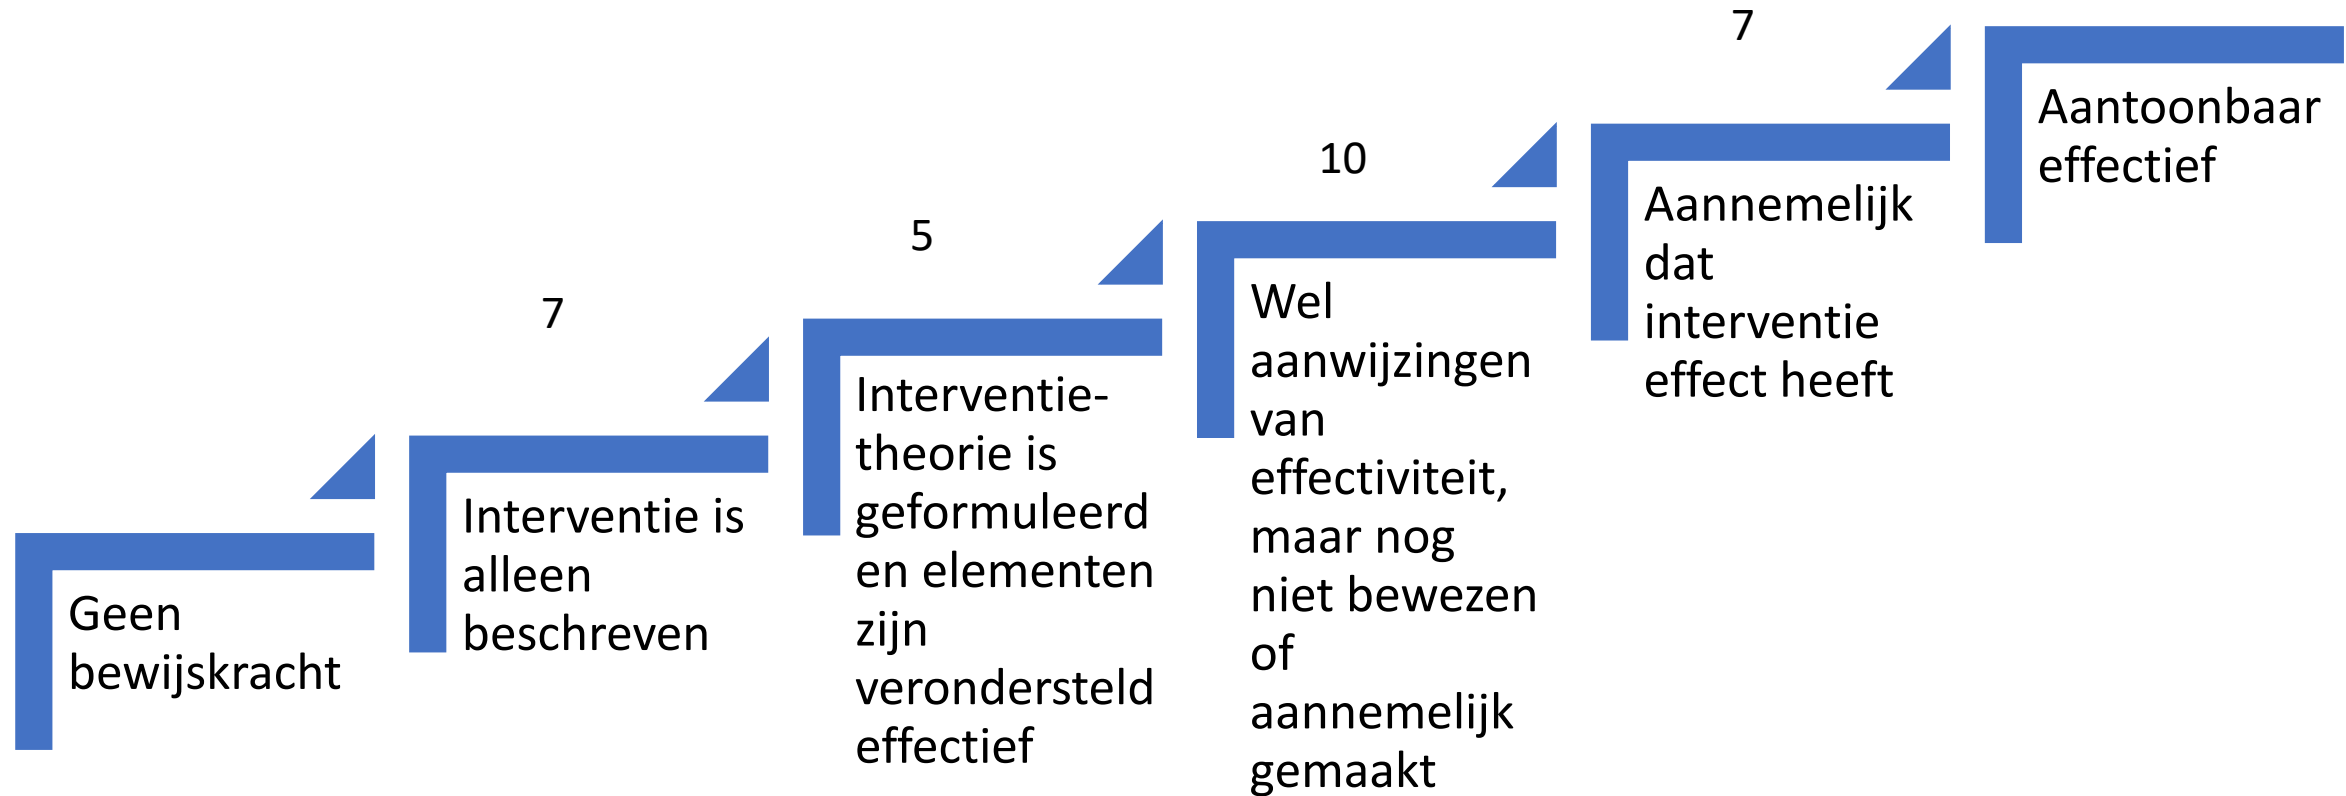 Geen
bewijskracht
7
Interventie is
alleen
beschreven
5
Interventie-
theorie is
geformuleerd
en elementen
zijn
verondersteld
effectief
10
Wel
aanwijzingen
van
effectiviteit,
maar nog
niet bewezen
of
aannemelijk
gemaakt
7
Aannemelijk
dat
interventie
effect heeft
Aantoonbaar
effectief